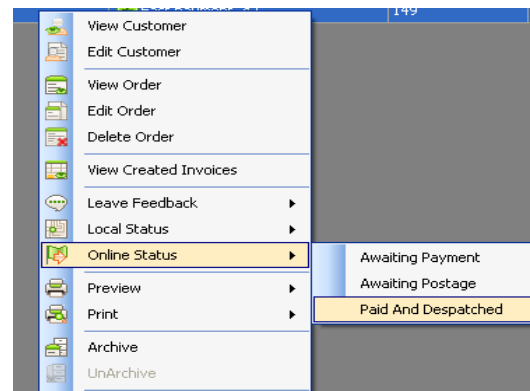 149
View Customer
Edit Customer
View Order
Edit Order
Delete Order
View Created Invoices
Leave Feedback
Local Status
Online Status
Awaiting Payment
Preview
Awaiting Postage
Print
Paid And Despatched
Archive
UnArchive